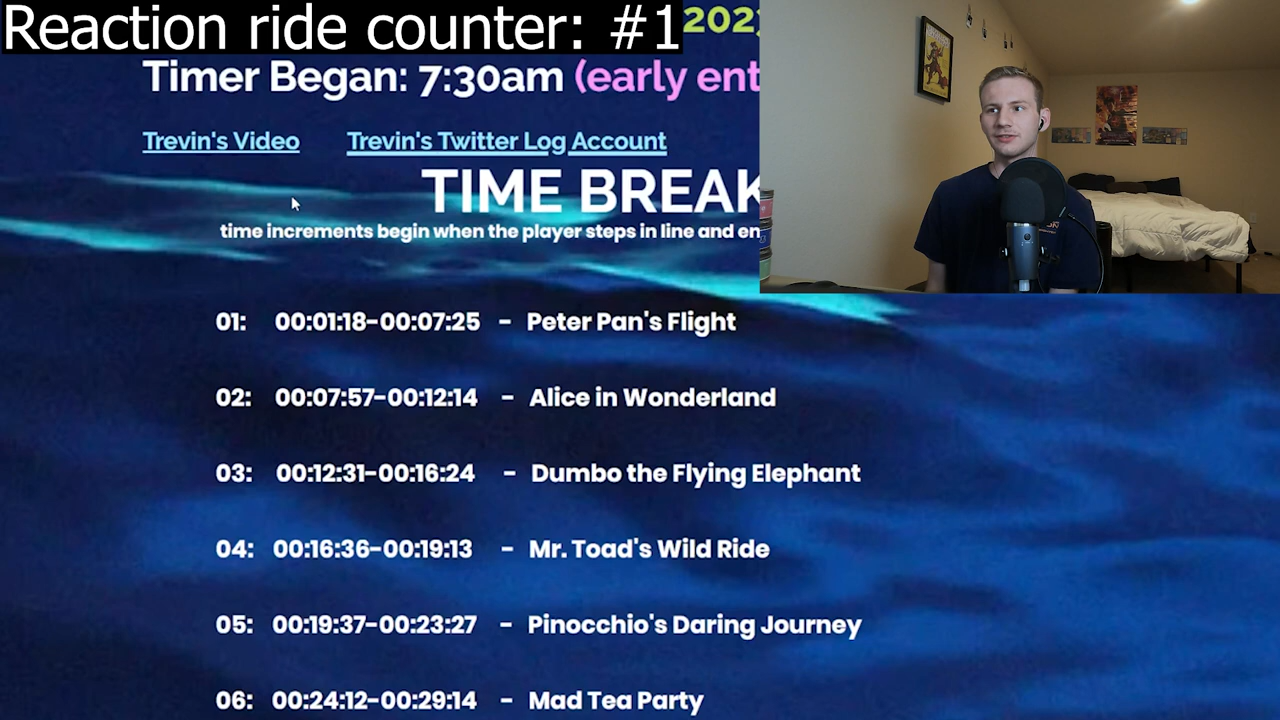 Reaction ride counter: #1
Timer Began: 7:30am (early ent
Trevin's Video Trevin's Twitter Log Account
TIME BREAK
time increments begin when the player steps in line and en
01: 00:01:18-00:07:25 - Peter Pan's Flight
02: 00:07:57-00:12:14 - Alice in Wonderland
03: 00:12:31-00:16:24 - Dumbo the Flying Elephant
04: 00:16:36-00:19:13 - Mr. Toad's Wild Ride
05: 00:19:37-00:23:27 - Pinocchio's Daring Journey
06: 00:24:12-00:29:14 - Mad Tea Party